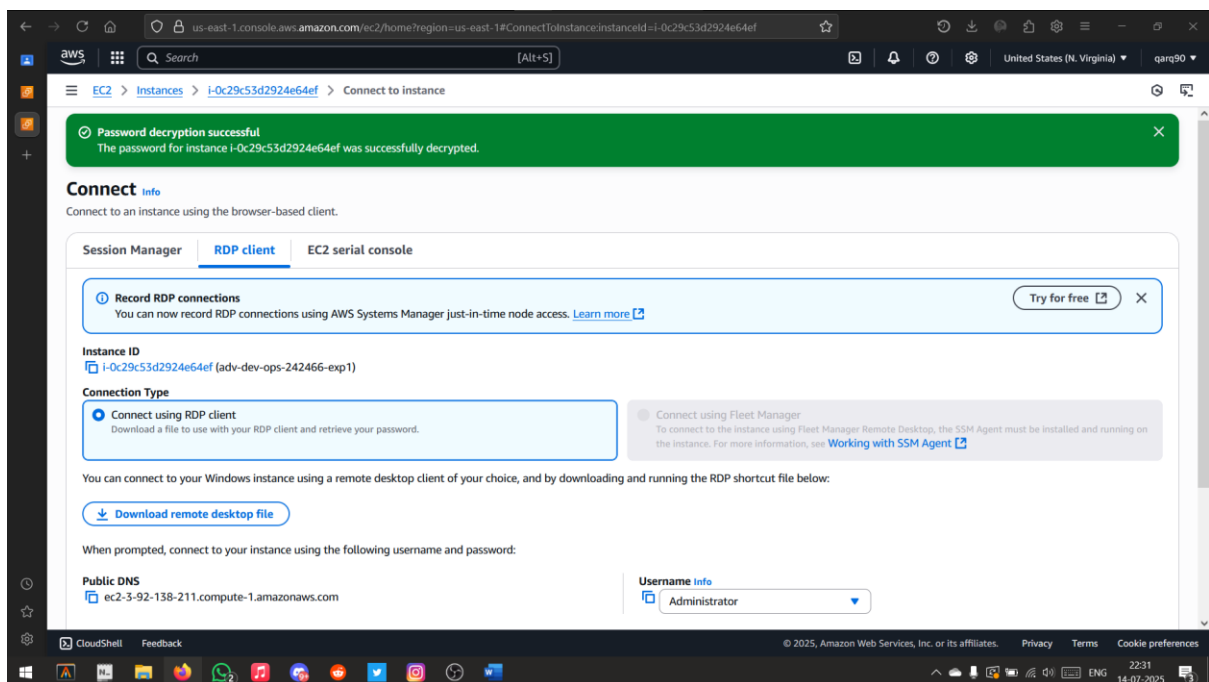 us-east-1.console.aws.amazon.com/ec2/home?region=us-east-1#ConnectToInstance:instanceId=i-0c29c53d2924e64ef
aws
Search
[Alt+S]
United States (N. Virginia)
qarq90
EC2 > Instances > i-0c29c53d2924e64ef > Connect to instance
Password decryption successful
The password for instance i-0c29c53d2924e64ef was successfully decrypted.
Connect Info
Connect to an instance using the browser-based client.
Session Manager
RDP client
EC2 serial console
Record RDP connections
You can now record RDP connections using AWS Systems Manager just-in-time node access. Learn more
Try for free
Instance ID
i-0c29c53d2924e64ef (adv-dev-ops-242466-exp1)
Connection Type
Connect using RDP client
Download a file to use with your RDP client and retrieve your password.
Connect using Fleet Manager
To connect to the instance using Fleet Manager Remote Desktop, the SSM Agent must be installed and running on
the instance. For more information, see Working with SSM Agent
You can connect to your Windows instance using a remote desktop client of your choice, and by downloading and running the RDP shortcut file below:
Download remote desktop file
When prompted, connect to your instance using the following username and password:
Public DNS
ec2-3-92-138-211.compute-1.amazonaws.com
Username Info
Administrator
CloudShell
Feedback
© 2025, Amazon Web Services, Inc. or its affiliates.
Privacy
Terms
Cookie preferences
ENG
22:31
14-07-2025